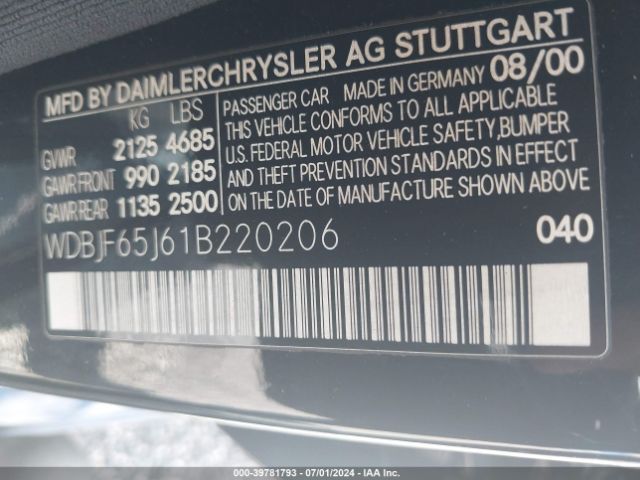 MFD BY DAIMLERCHRYSLER AG STUTTGART
KG LBS
GVWR 2125 4685
GAWR FRONT 990 2185
GAWR REAR 1135 2500
PASSENGER CAR MADE IN GERMANY 08/00
THIS VEHICLE CONFORMS TO ALL APPLICABLE
U.S. FEDERAL MOTOR VEHICLE SAFETY, BUMPER
AND THEFT PREVENTION STANDARDS IN EFFECT
ON THE DATE OF MANUFACTURE SHOWN ABOVE
WDBJF65J61B220206 040
000-39781793 - 07/01/2024 - IAA Inc.